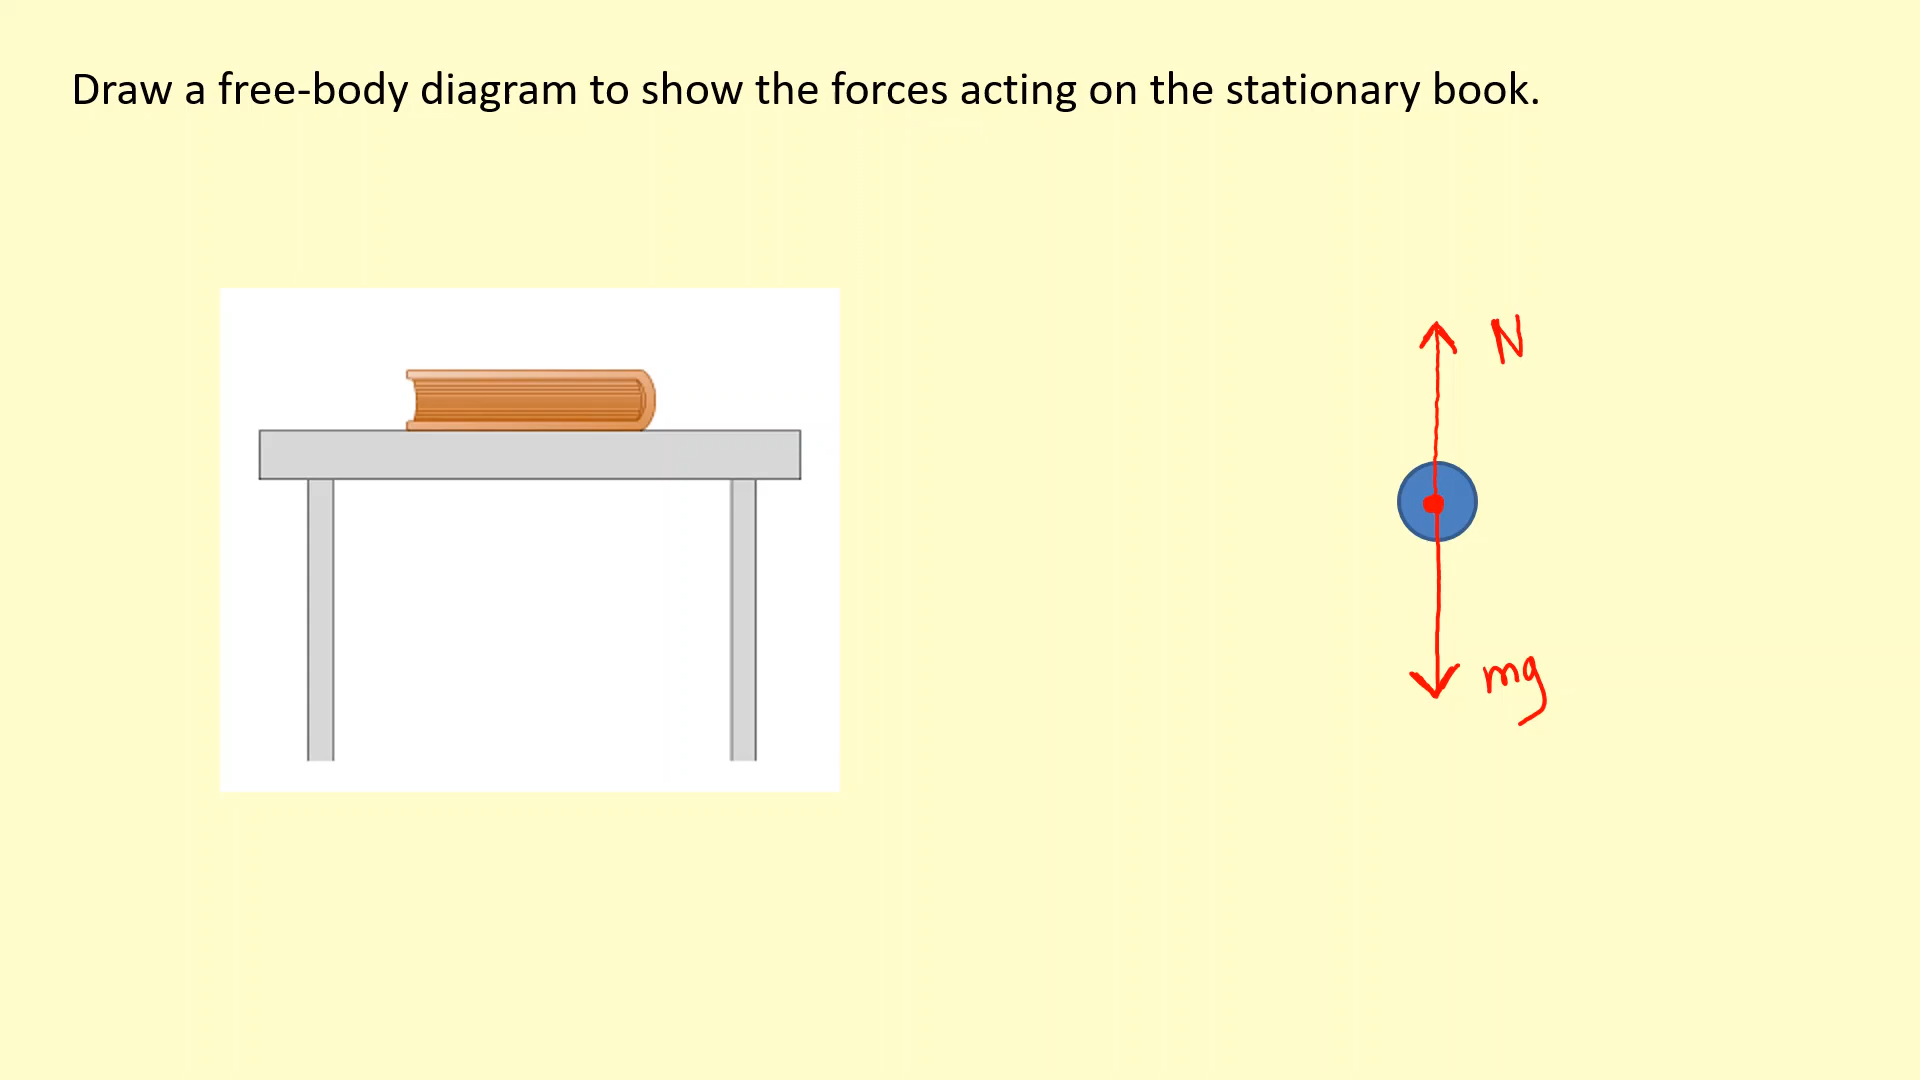 Draw a free-body diagram to show the forces acting on the stationary book.
N
mg